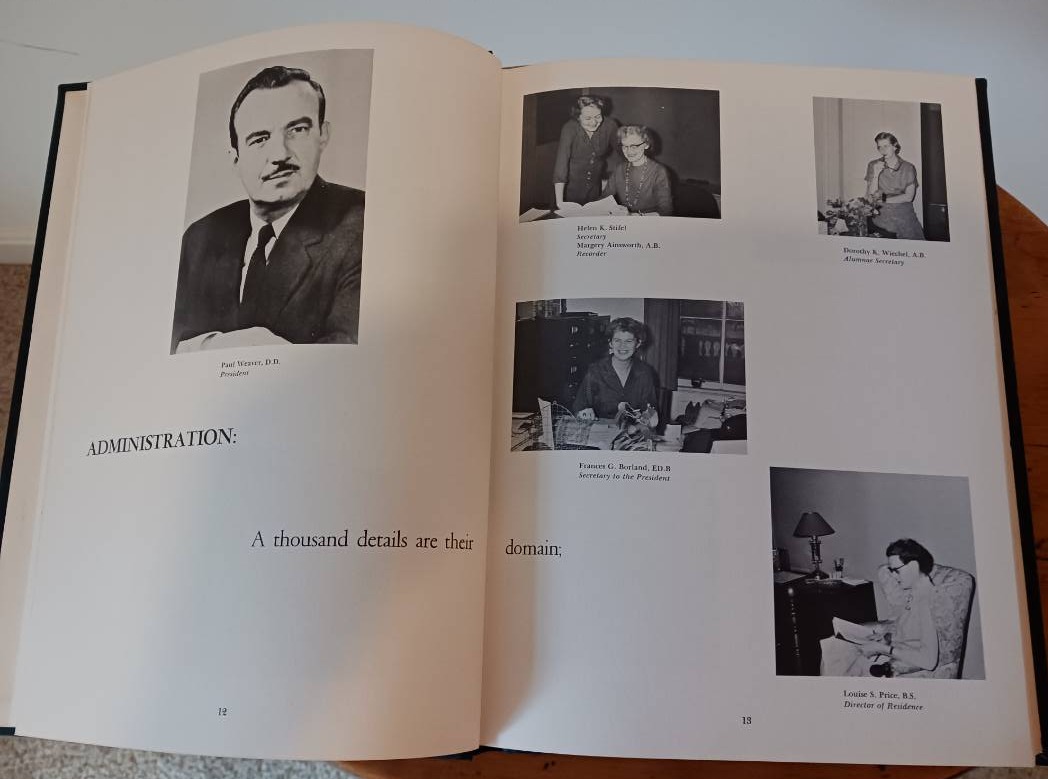 Paul Weaver, D.D.
President
ADMINISTRATION:
A thousand details are their domain;
12
Helen K. Stifel
Secretary
Margery Ainsworth, A.B.
Recorder
Dorothy K. Wiechel, A.B.
Alumnae Secretary
Frances G. Borland, ED.B
Secretary to the President
Louise S. Price, B.S.
Director of Residence
13